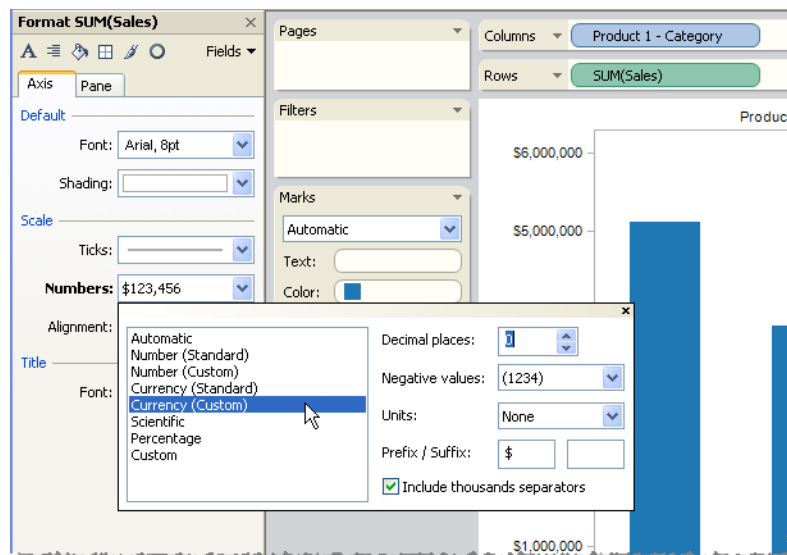 Format SUM(Sales)
Fields
Axis
Pane
Default
Font: Arial, 8pt
Shading:
Scale
Ticks:
Numbers: $123,456
Alignment:
Title
Font:
Pages
Filters
Marks
Automatic
Text:
Color:
Columns Product 1 - Category
Rows SUM(Sales)
Produc
$6,000,000
$5,000,000
$1,000,000
Automatic
Number (Standard)
Number (Custom)
Currency (Standard)
Currency (Custom)
Scientific
Percentage
Custom
Decimal places: 0
Negative values: (1234)
Units: None
Prefix / Suffix: $
Include thousands separators